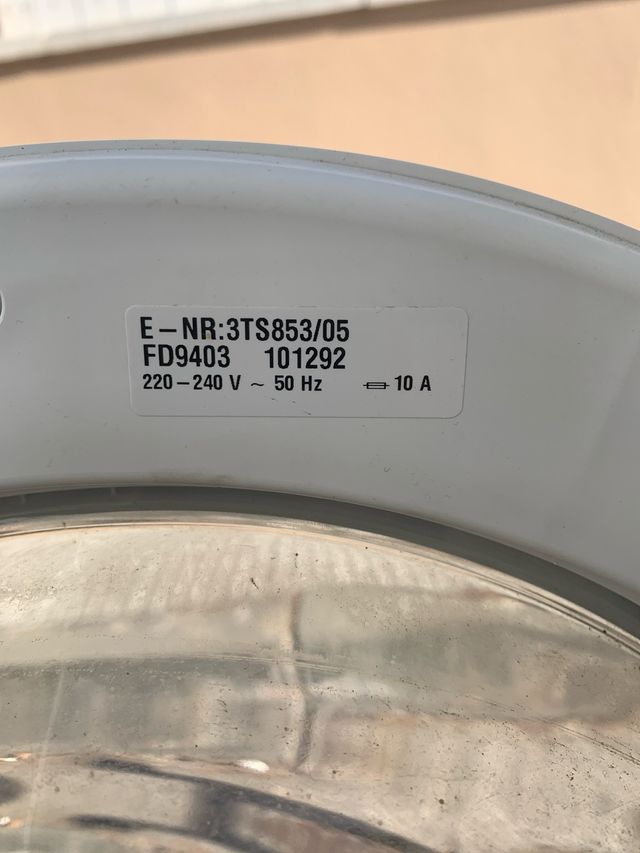 E-NR:3TS853/05
FD9403 101292
220-240 V ~ 50 Hz 10 A